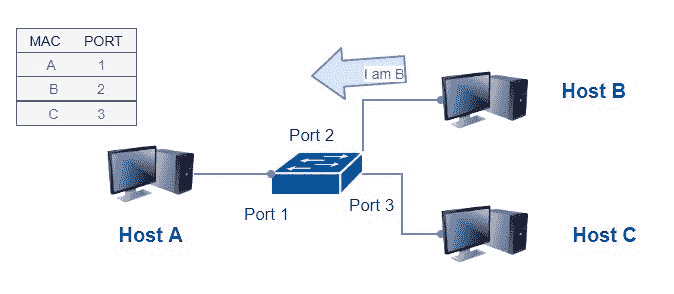 MAC PORT
A 1
B 2
C 3
I am B
Host B
Port 2
Port 1
Port 3
Host A
Host C